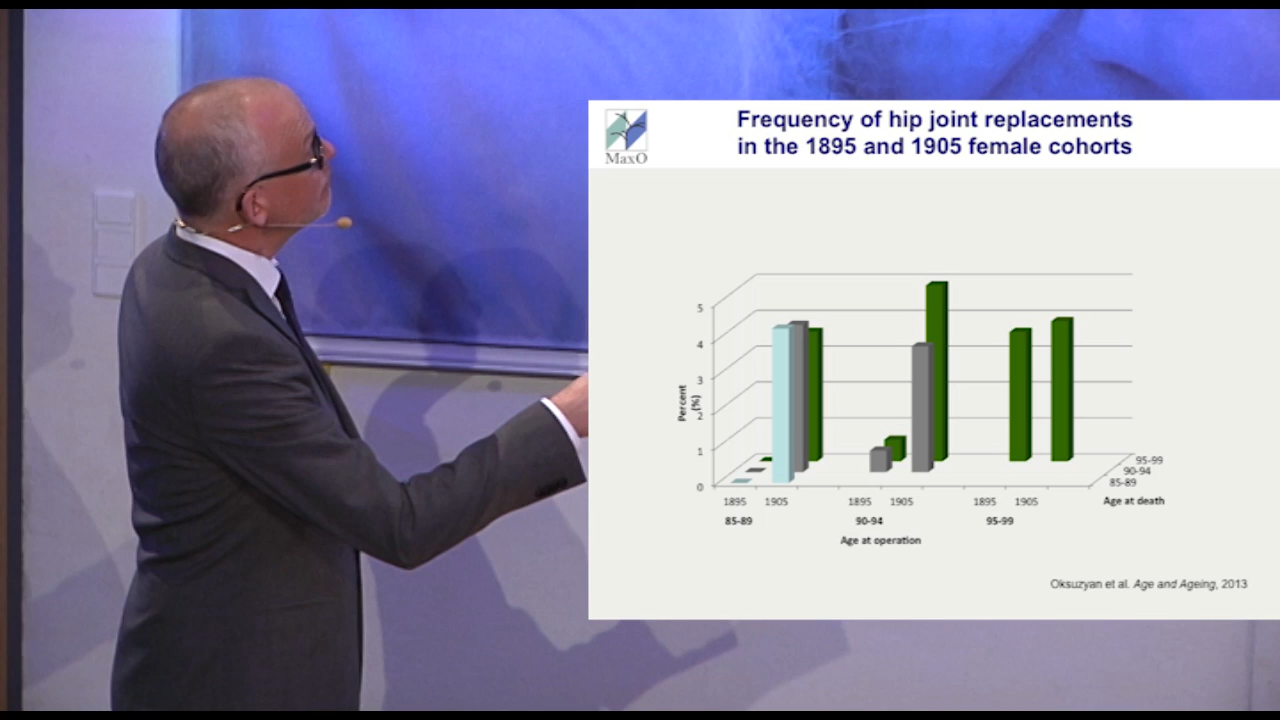 MaxO
Frequency of hip joint replacements
in the 1895 and 1905 female cohorts
5
4
3
2
1
0
Percent
(%)
1895 1905 1895 1905 1895 1905
85-89 90-94 95-99
Age at operation
95-99
90-94
85-89
Age at death
Oksuzyan et al. Age and Ageing, 2013